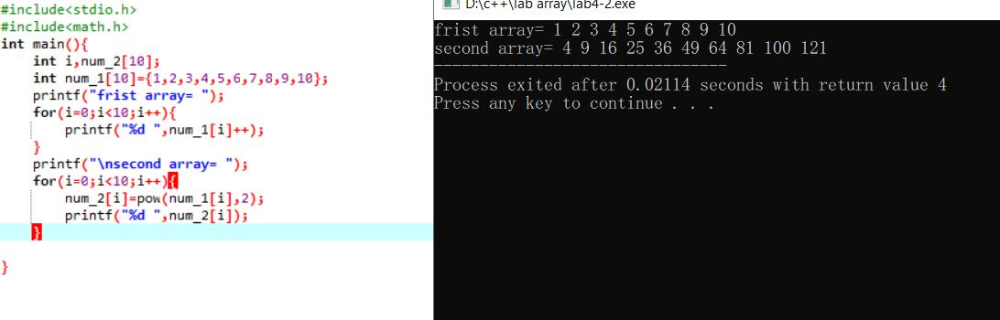 #include<stdio.h>
#include<math.h>
int main(){
int i,num_2[10];
int num_1[10]={1,2,3,4,5,6,7,8,9,10};
printf("frist array= ");
for(i=0;i<10;i++){
printf("%d ",num_1[i]++);
}
printf("\nsecond array= ");
for(i=0;i<10;i++){
num_2[i]=pow(num_1[i],2);
printf("%d ",num_2[i]);
}
}
D:\c++\lab array\lab4-2.exe
frist array= 1 2 3 4 5 6 7 8 9 10
second array= 4 9 16 25 36 49 64 81 100 121
--------------------------------
Process exited after 0.02114 seconds with return value 4
Press any key to continue . . .